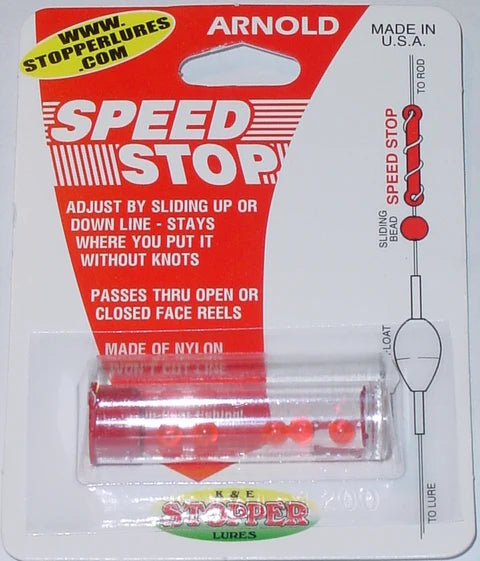 WWW.
STOPPERLURES
.COM
ARNOLD
MADE IN
U.S.A.
SPEED
STOP
ADJUST BY SLIDING UP OR
DOWN LINE - STAYS
WHERE YOU PUT IT
WITHOUT KNOTS
PASSES THRU OPEN OR
CLOSED FACE REELS
MADE OF NYLON
WON'T CUT LINE
fishing!
TO ROD
SPEED STOP
SLIDING
BEAD
LOAT
TO LURE
K & E
STOPPER
LURES